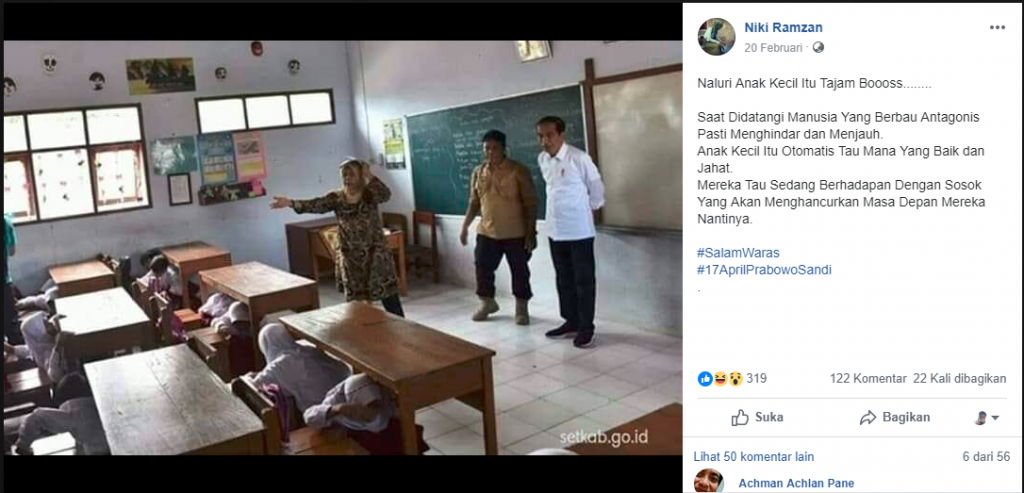 Niki Ramzan
20 Februari ·
Naluri Anak Kecil Itu Tajam Boooss........
Saat Didatangi Manusia Yang Berbau Antagonis
Pasti Menghindar dan Menjauh.
Anak Kecil Itu Otomatis Tau Mana Yang Baik dan
Jahat.
Mereka Tau Sedang Berhadapan Dengan Sosok
Yang Akan Menghancurkan Masa Depan Mereka
Nantinya.
#SalamWaras
#17AprilPrabowoSandi
.
319
122 Komentar 22 Kali dibagikan
Suka Bagikan
Lihat 50 komentar lain 6 dari 56
Achman Achlan Pane
setkab.go.id